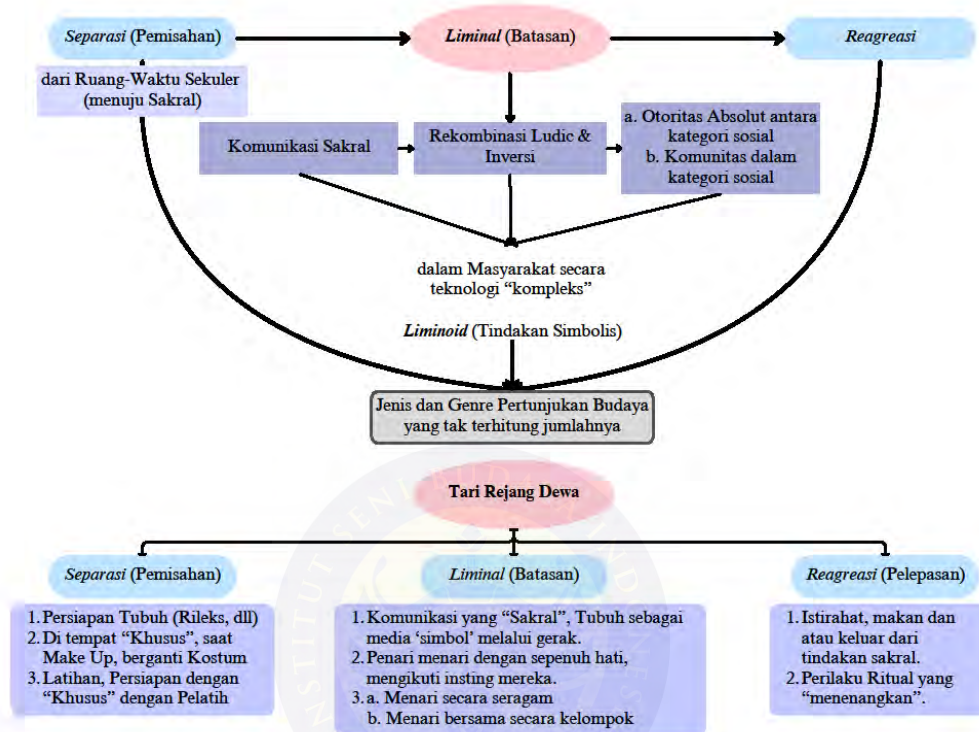 Separasi (Pemisahan)
Liminal (Batasan)
Reagreasi
dari Ruang-Waktu Sekuler
(menuju Sakral)
Komunikasi Sakral
Rekombinasi Ludic &
Inversi
a. Otoritas Absolut antara
kategori sosial
b. Komunitas dalam
kategori sosial
dalam Masyarakat secara
teknologi “kompleks”
Liminoid (Tindakan Simbolis)
Jenis dan Genre Pertunjukan Budaya
yang tak terhitung jumlahnya
Tari Rejang Dewa
Separasi (Pemisahan)
1. Persiapan Tubuh (Rileks, dll)
2. Di tempat “Khusus”, saat
Make Up, berganti Kostum
3. Latihan, Persiapan dengan
“Khusus” dengan Pelatih
Liminal (Batasan)
1. Komunikasi yang “Sakral”, Tubuh sebagai
media ‘simbol’ melalui gerak.
2. Penari menari dengan sepenuh hati,
mengikuti insting mereka.
3. a. Menari secara seragam
b. Menari bersama secara kelompok
Reagreasi (Pelepasan)
1. Istirahat, makan dan
atau keluar dari
tindakan sakral.
2. Perilaku Ritual yang
“menenangkan”.